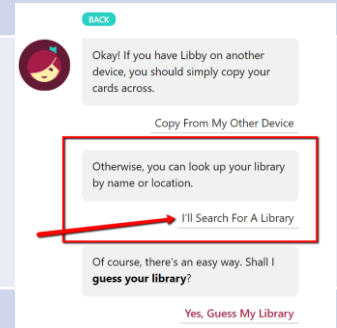 BACK
Okay! If you have Libby on another
device, you should simply copy your
cards across.
Copy From My Other Device
Otherwise, you can look up your library
by name or location.
I'll Search For A Library
Of course, there's an easy way. Shall I
guess your library?
Yes, Guess My Library